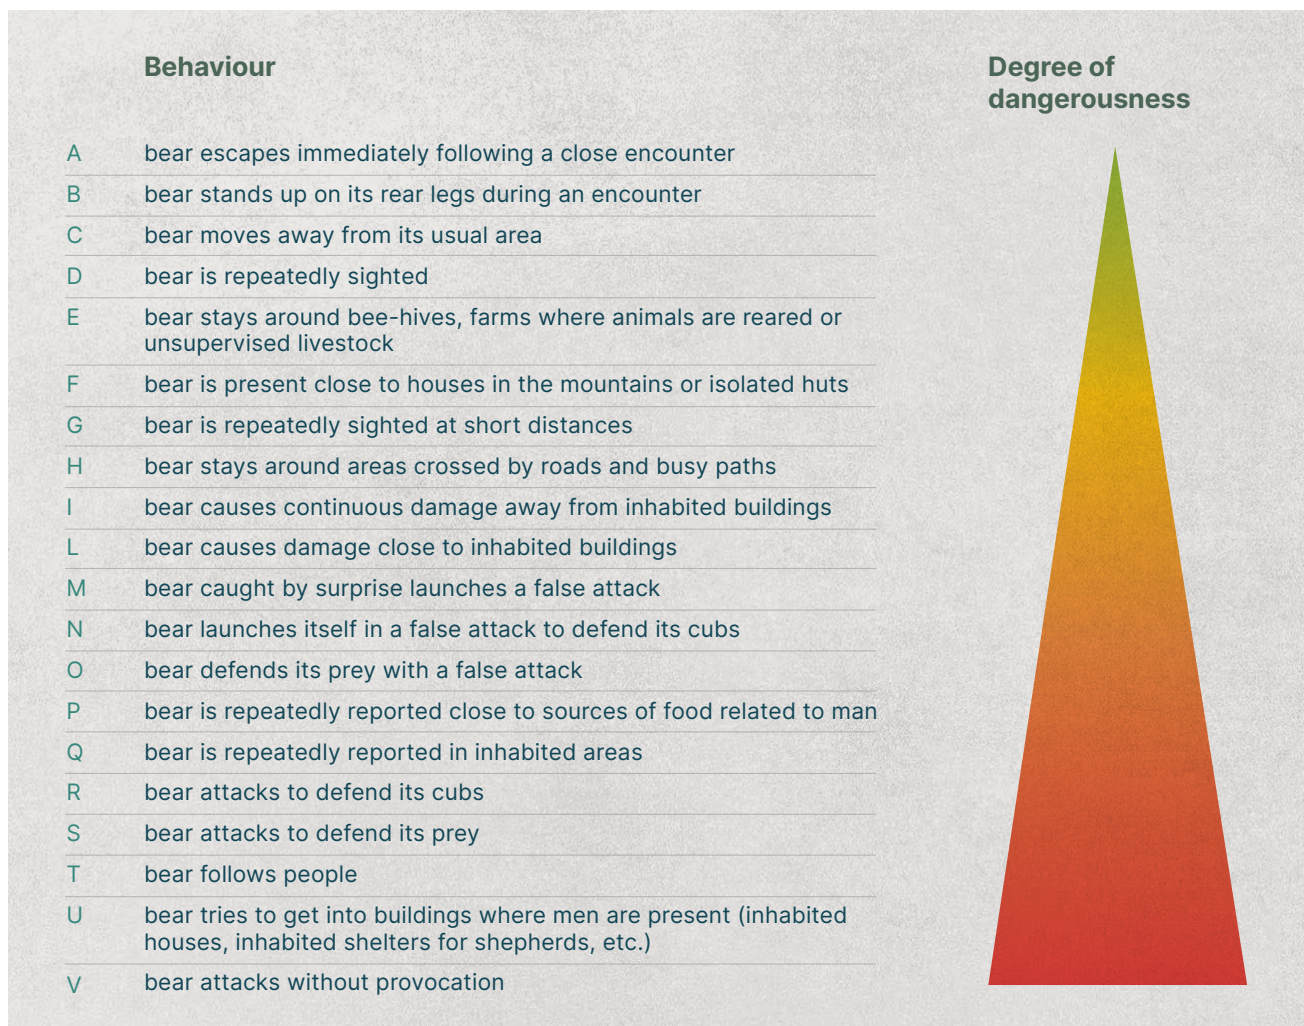 Behaviour
Degree of
dangerousness
A bear escapes immediately following a close encounter
B bear stands up on its rear legs during an encounter
C bear moves away from its usual area
D bear is repeatedly sighted
E bear stays around bee-hives, farms where animals are reared or
unsupervised livestock
F bear is present close to houses in the mountains or isolated huts
G bear is repeatedly sighted at short distances
H bear stays around areas crossed by roads and busy paths
I bear causes continuous damage away from inhabited buildings
L bear causes damage close to inhabited buildings
M bear caught by surprise launches a false attack
N bear launches itself in a false attack to defend its cubs
O bear defends its prey with a false attack
P bear is repeatedly reported close to sources of food related to man
Q bear is repeatedly reported in inhabited areas
R bear attacks to defend its cubs
S bear attacks to defend its prey
T bear follows people
U bear tries to get into buildings where men are present (inhabited
houses, inhabited shelters for shepherds, etc.)
V bear attacks without provocation